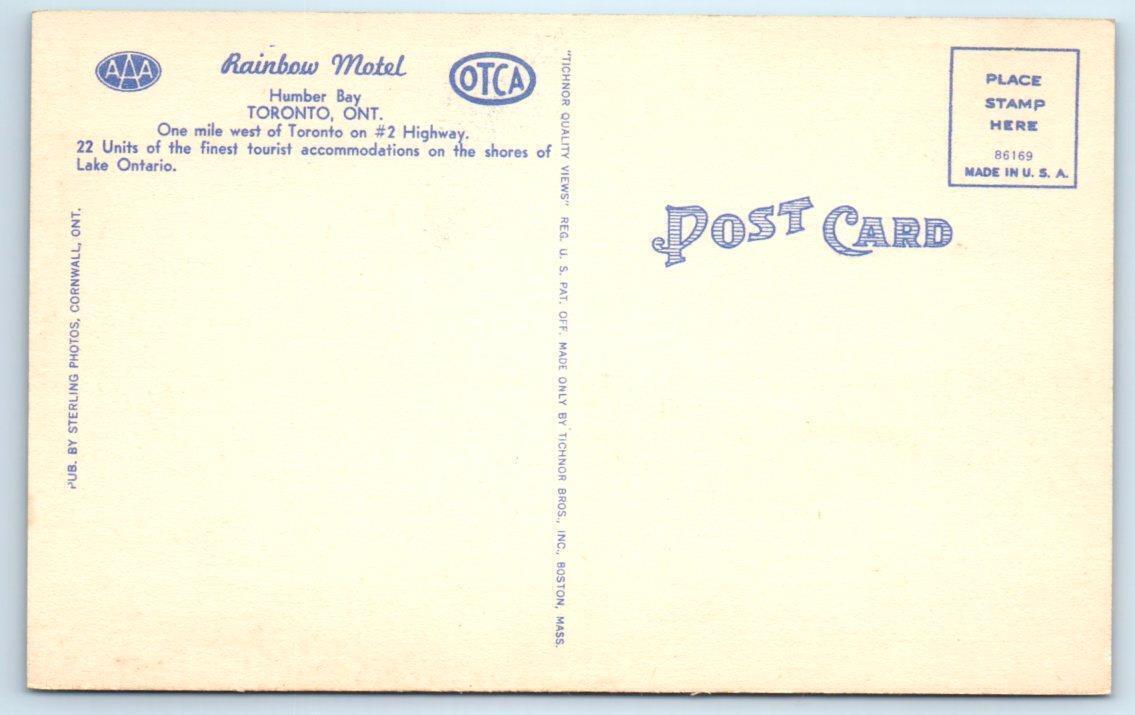 AAA
Rainbow Motel
OTCA
Humber Bay
TORONTO, ONT.
One mile west of Toronto on #2 Highway.
22 Units of the finest tourist accommodations on the shores of
Lake Ontario.
PUB. BY STERLING PHOTOS, CORNWALL, ONT.
"TICHNOR QUALITY VIEWS" REG. U. S. PAT. OFF. MADE ONLY BY TICHNOR BROS., INC., BOSTON, MASS.
POST CARD
PLACE
STAMP
HERE
86169
MADE IN U. S. A.